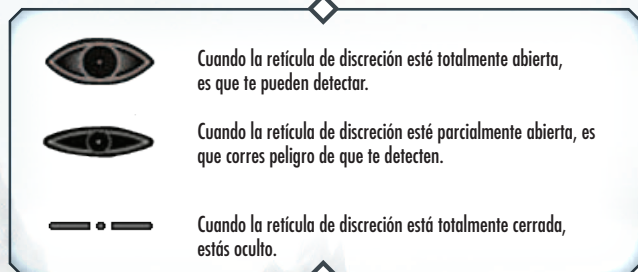 Cuando la retícula de discreción esté totalmente abierta,
es que te pueden detectar.
Cuando la retícula de discreción esté parcialmente abierta, es
que corres peligro de que te detecten.
Cuando la retícula de discreción está totalmente cerrada,
estás oculto.